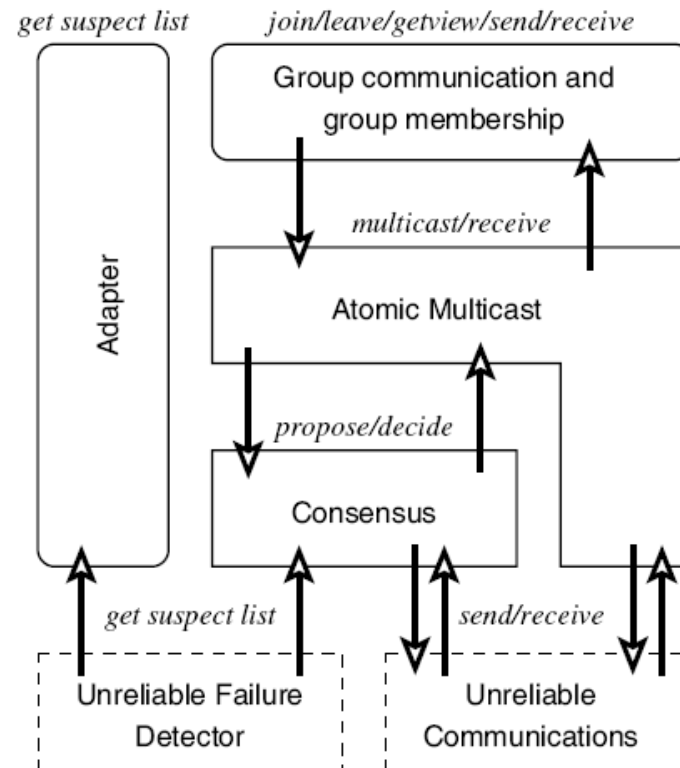 get suspect list
join/leave/getview/send/receive
Group communication and
group membership
multicast/receive
Adapter
Atomic Multicast
propose/decide
Consensus
get suspect list
send/receive
Unreliable Failure
Detector
Unreliable
Communications